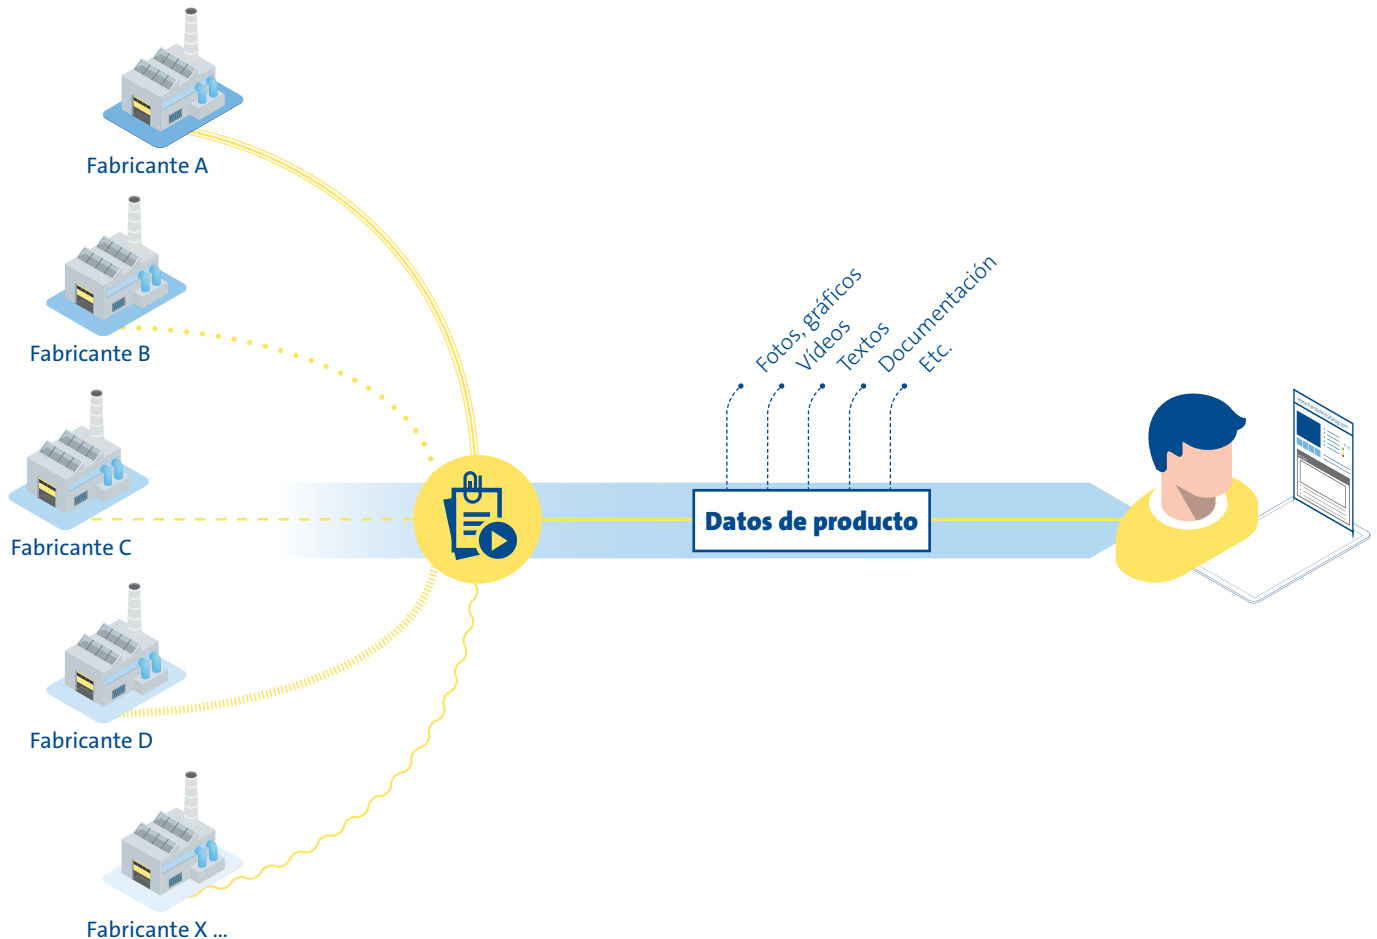 Fabricante A
Fabricante B
Fabricante C
Fabricante D
Fabricante X ...
Fotos, gráficos
Vídeos
Textos
Documentación
Etc.
Datos de producto